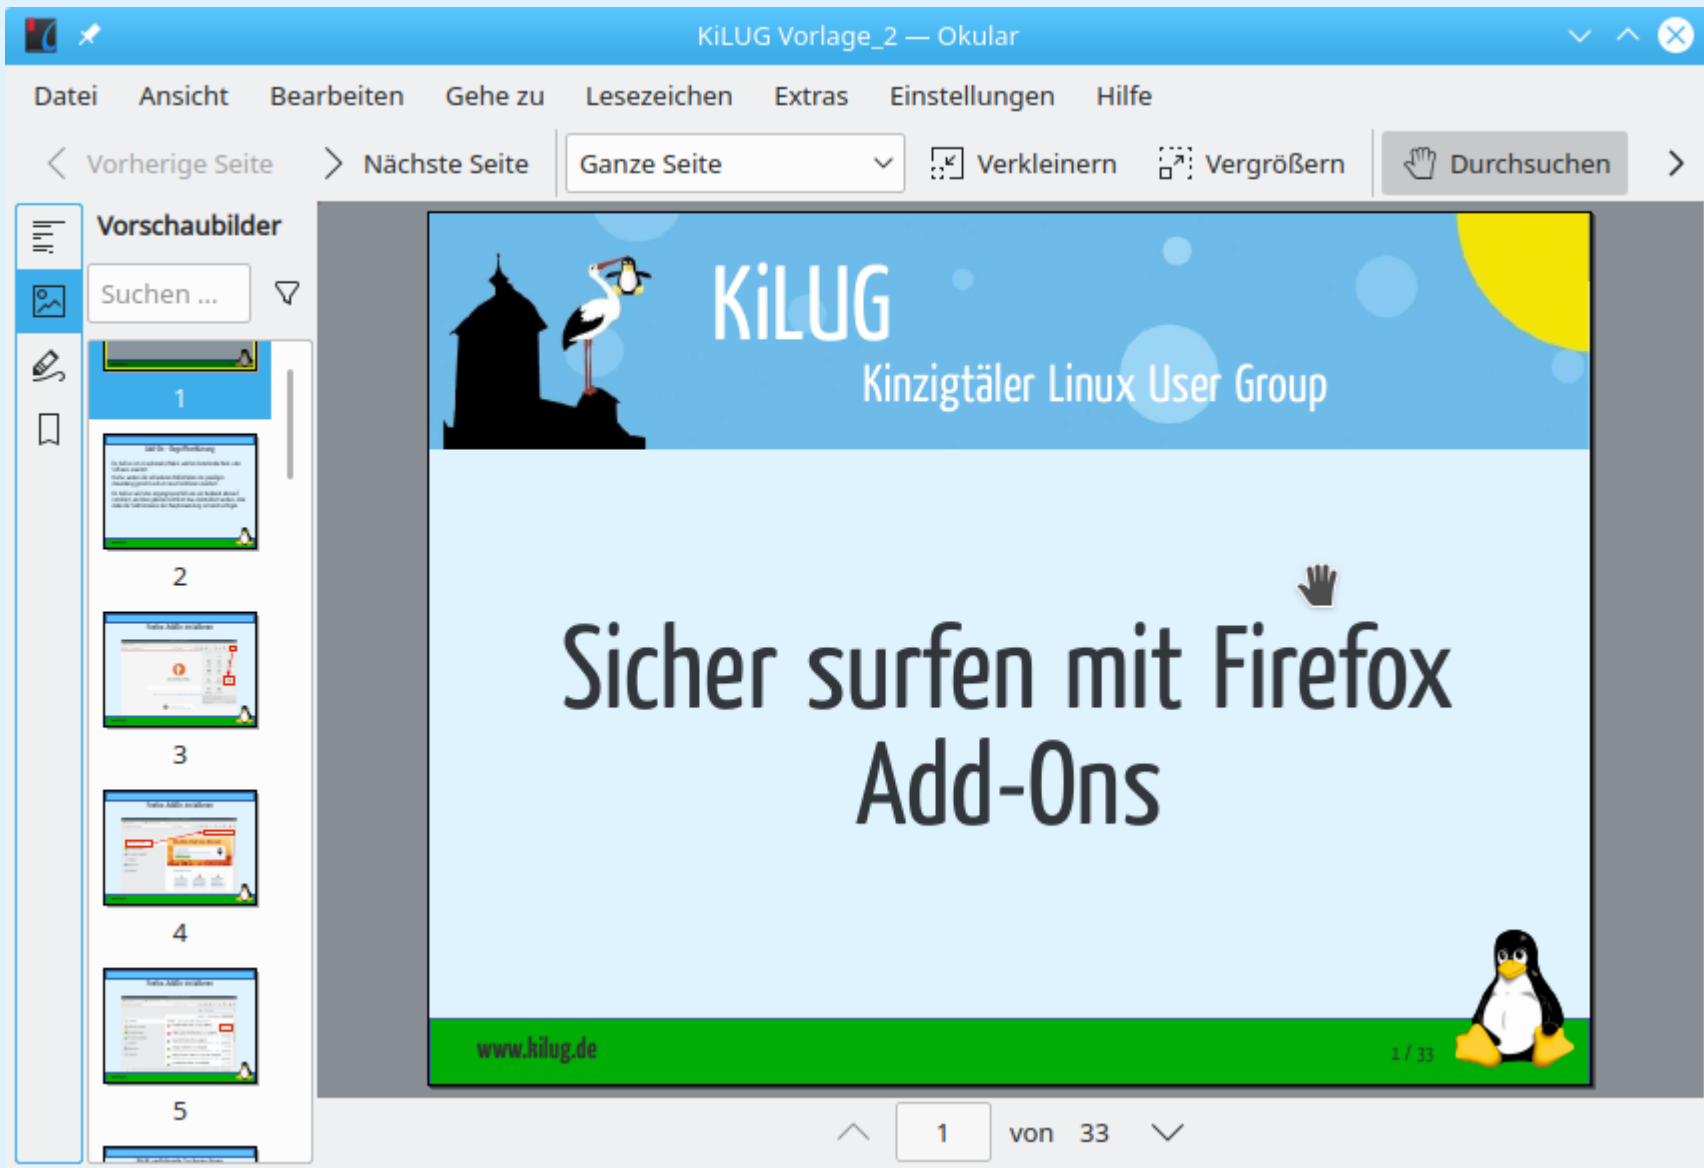 KiLUG Vorlage_2 — Okular
Datei Ansicht Bearbeiten Gehe zu Lesezeichen Extras Einstellungen Hilfe
Vorherige Seite Nächste Seite Ganze Seite Verkleinern Vergrößern Durchsuchen
Vorschaubilder
Suchen ...
1
2
3
4
5
KiLUG
Kinzigtäler Linux User Group
Sicher surfen mit Firefox
Add-Ons
www.kilug.de
1 / 33
1 von 33